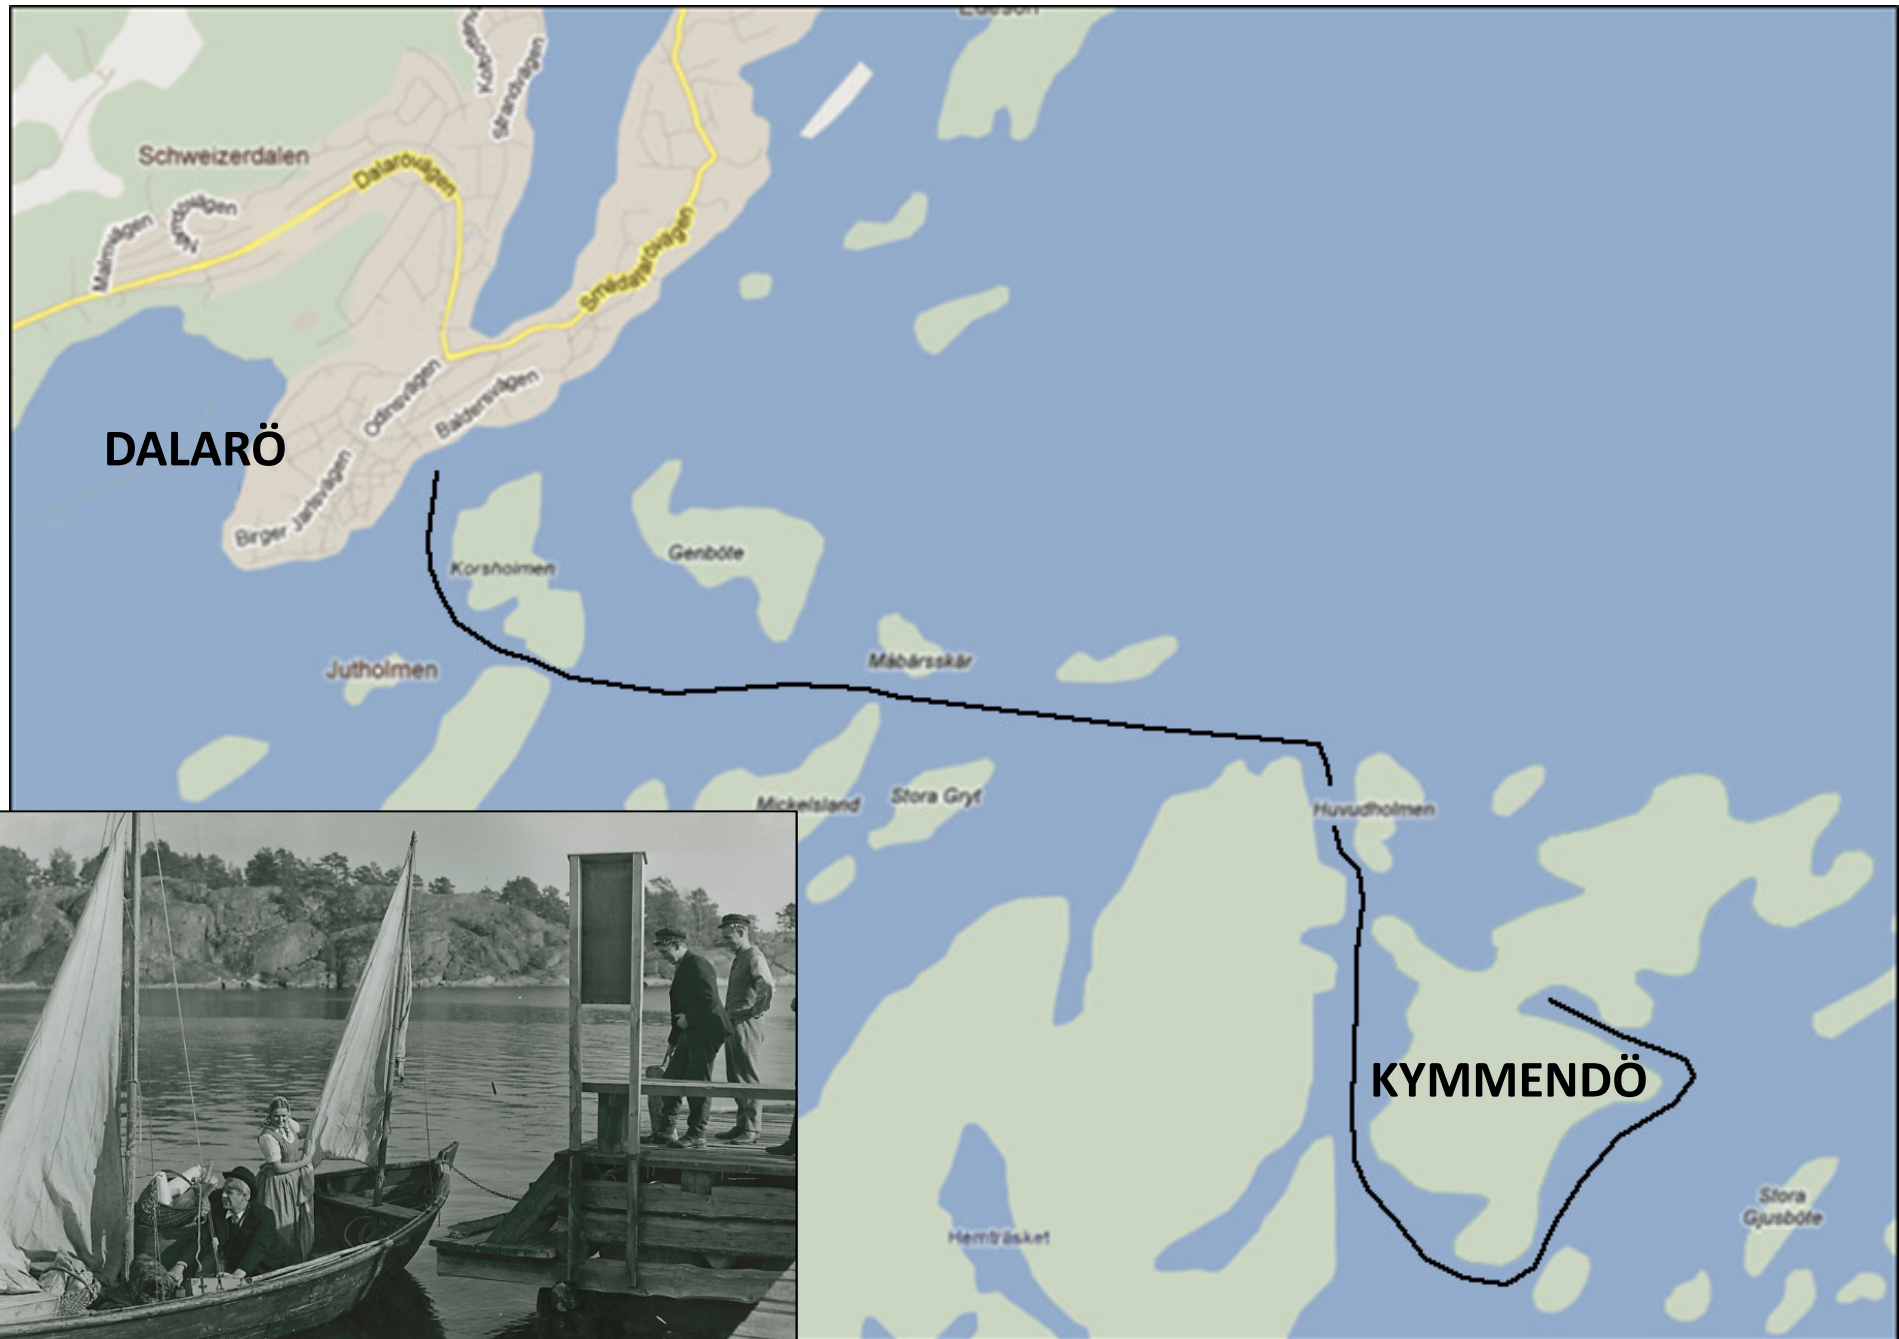 Strandvägen
Schweizerdalen
Dalarövägen
Malmvägen
Smådalarövägen
Odinsvägen
Baldersvägen
DALARÖ
Birger Jarlsvägen
Korsholmen
Genböte
Jutholmen
Måbärsskär
Mickelsland
Stora Gryt
Huvudholmen
KYMMENDÖ
Stora
Gjusböte
Hemträsket